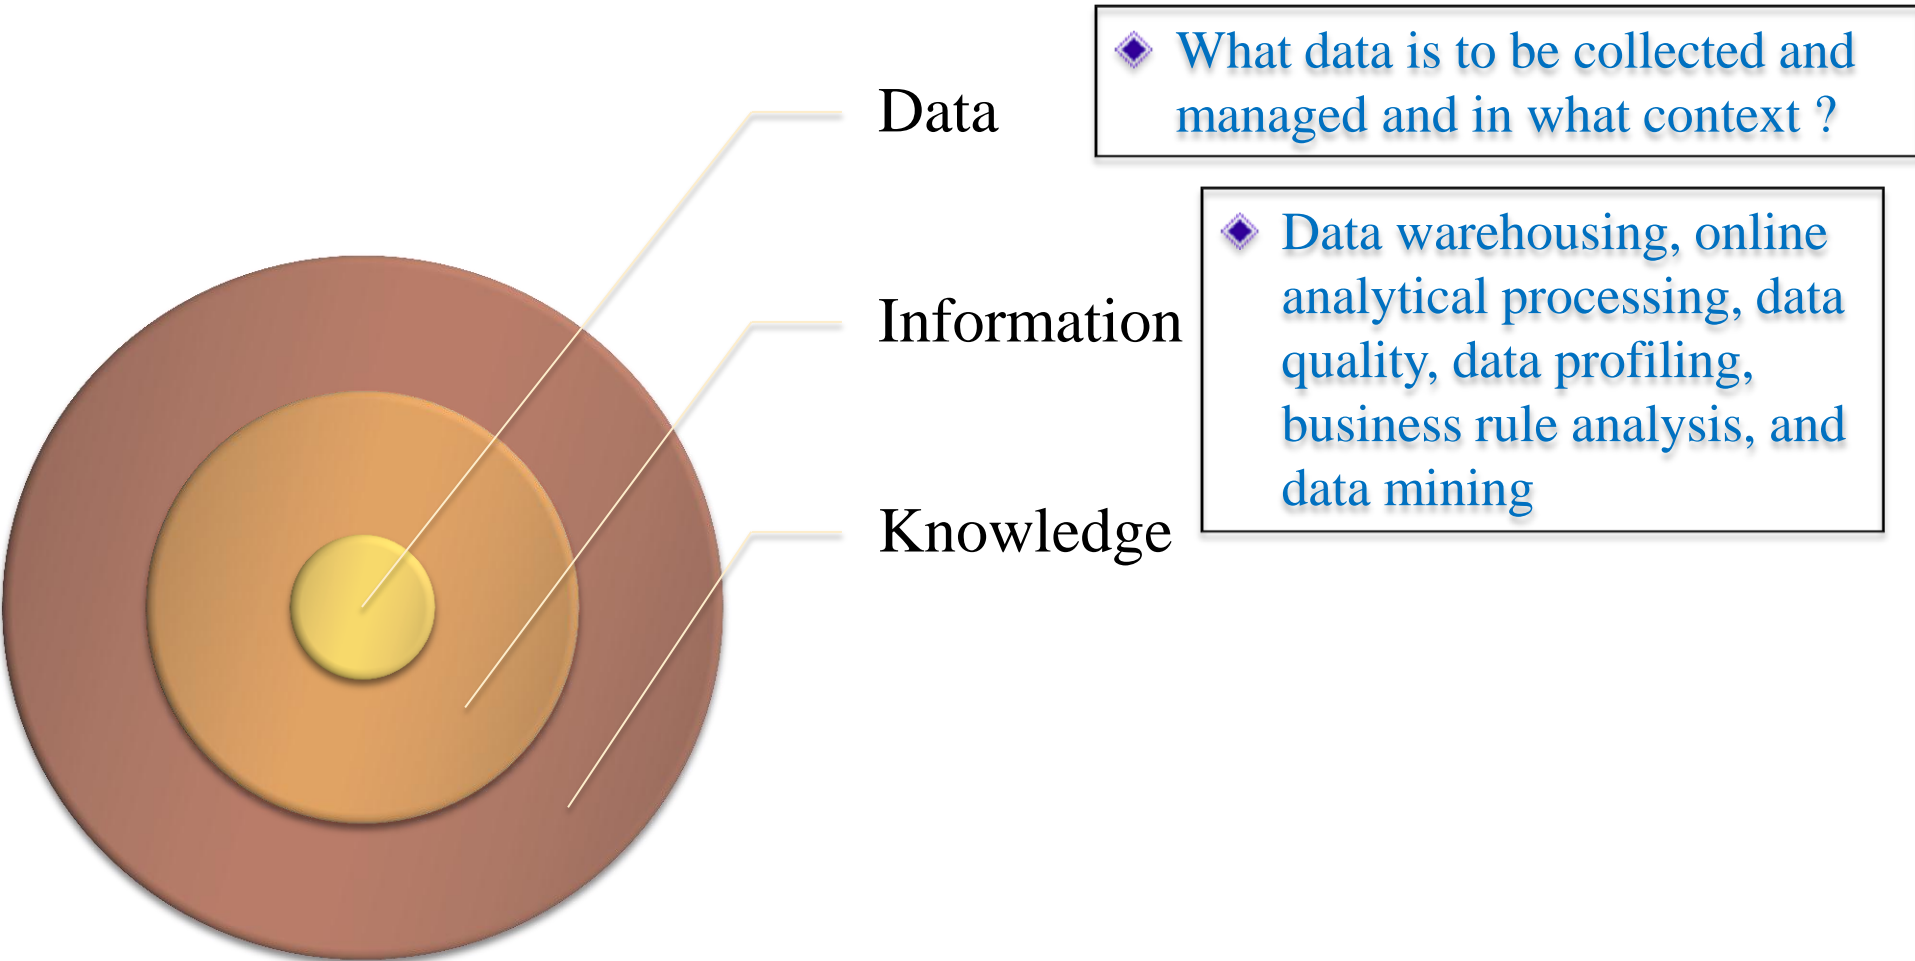 Data
What data is to be collected and
managed and in what context ?
Information
Data warehousing, online
analytical processing, data
quality, data profiling,
business rule analysis, and
data mining
Knowledge